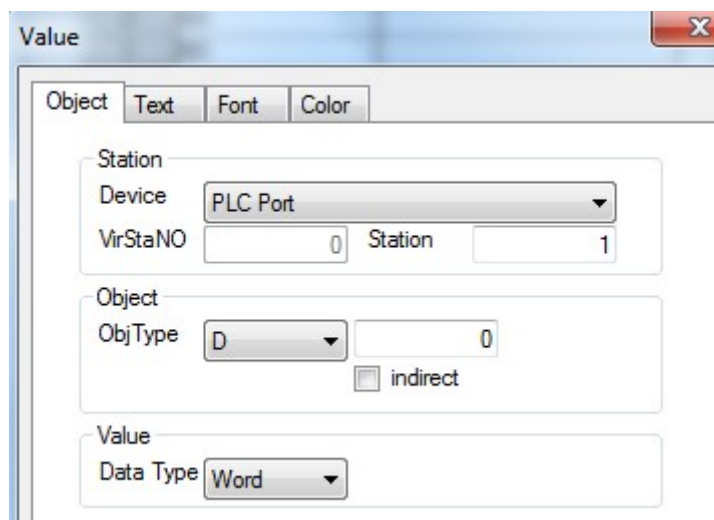 Value
Object Text Font Color
Station
Device PLC Port
VirStaNO 0 Station 1
Object
ObjType D 0
indirect
Value
Data Type Word